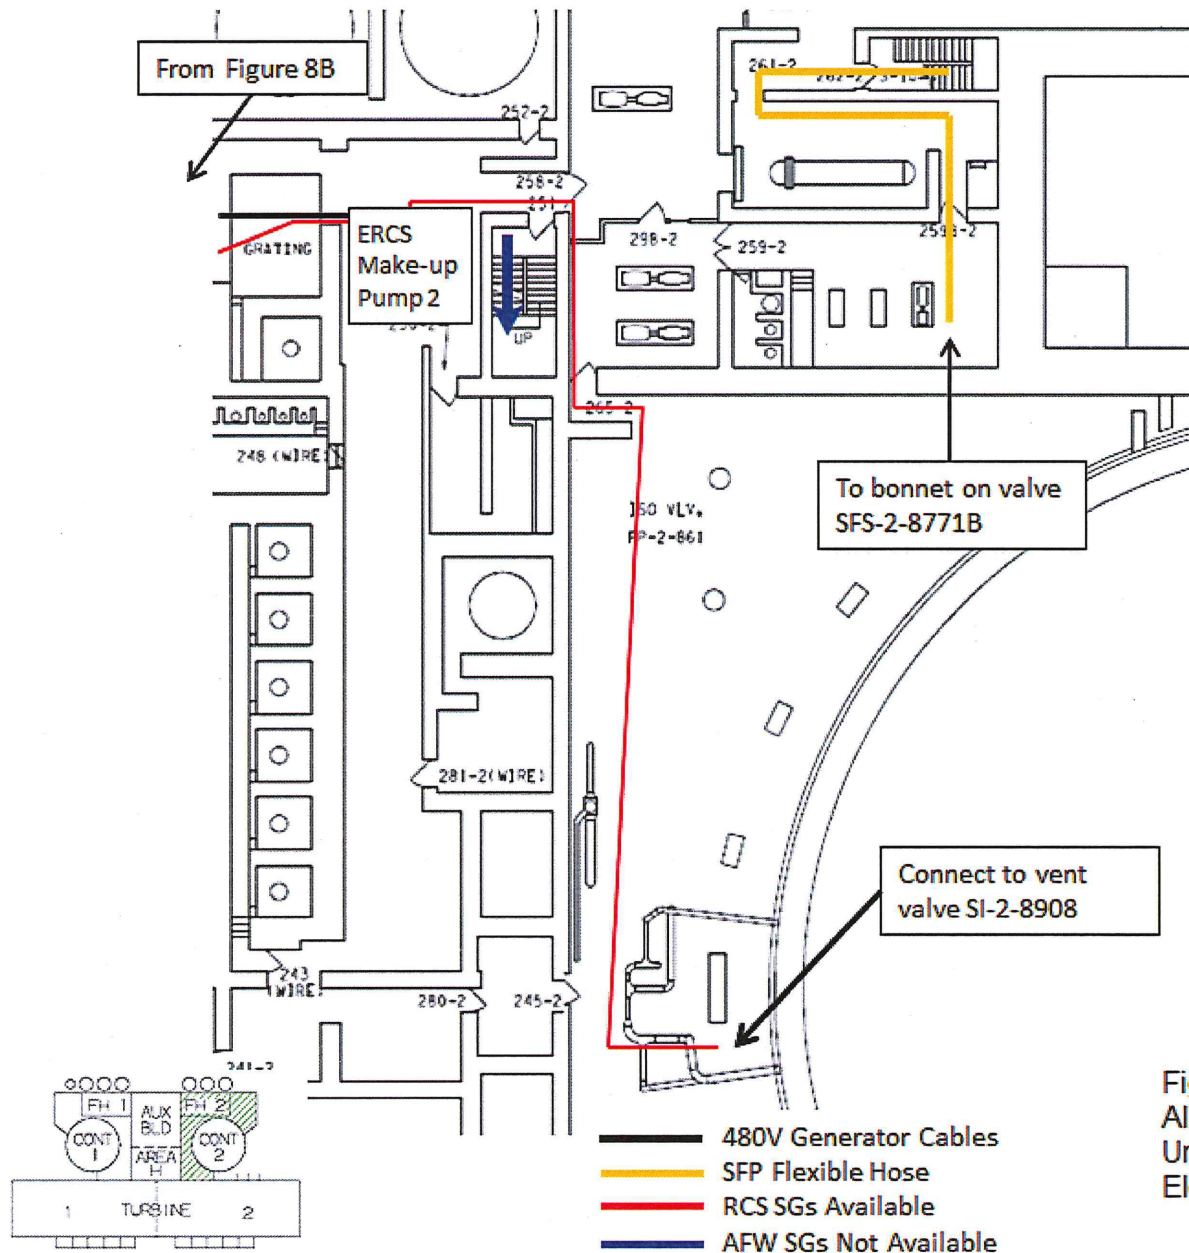 From Figure 8B
261-2
252-2
258-2
ERCS
Make-up
Pump 2
GRATING
298-2
259-2
UP
265-2
248 (WIRE)
To bonnet on valve
SFS-2-8771B
ISO VLV.
FP-2-861
281-2(WIRE)
Connect to vent
valve SI-2-8908
243
(WIRE)
280-2
245-2
241-2
FH 1
AUX
BLD
FH 2
CONT
1
AREA
H
CONT
2
1 TURBINE 2
480V Generator Cables
SFP Flexible Hose
RCS SGs Available
AFW SGs Not Available